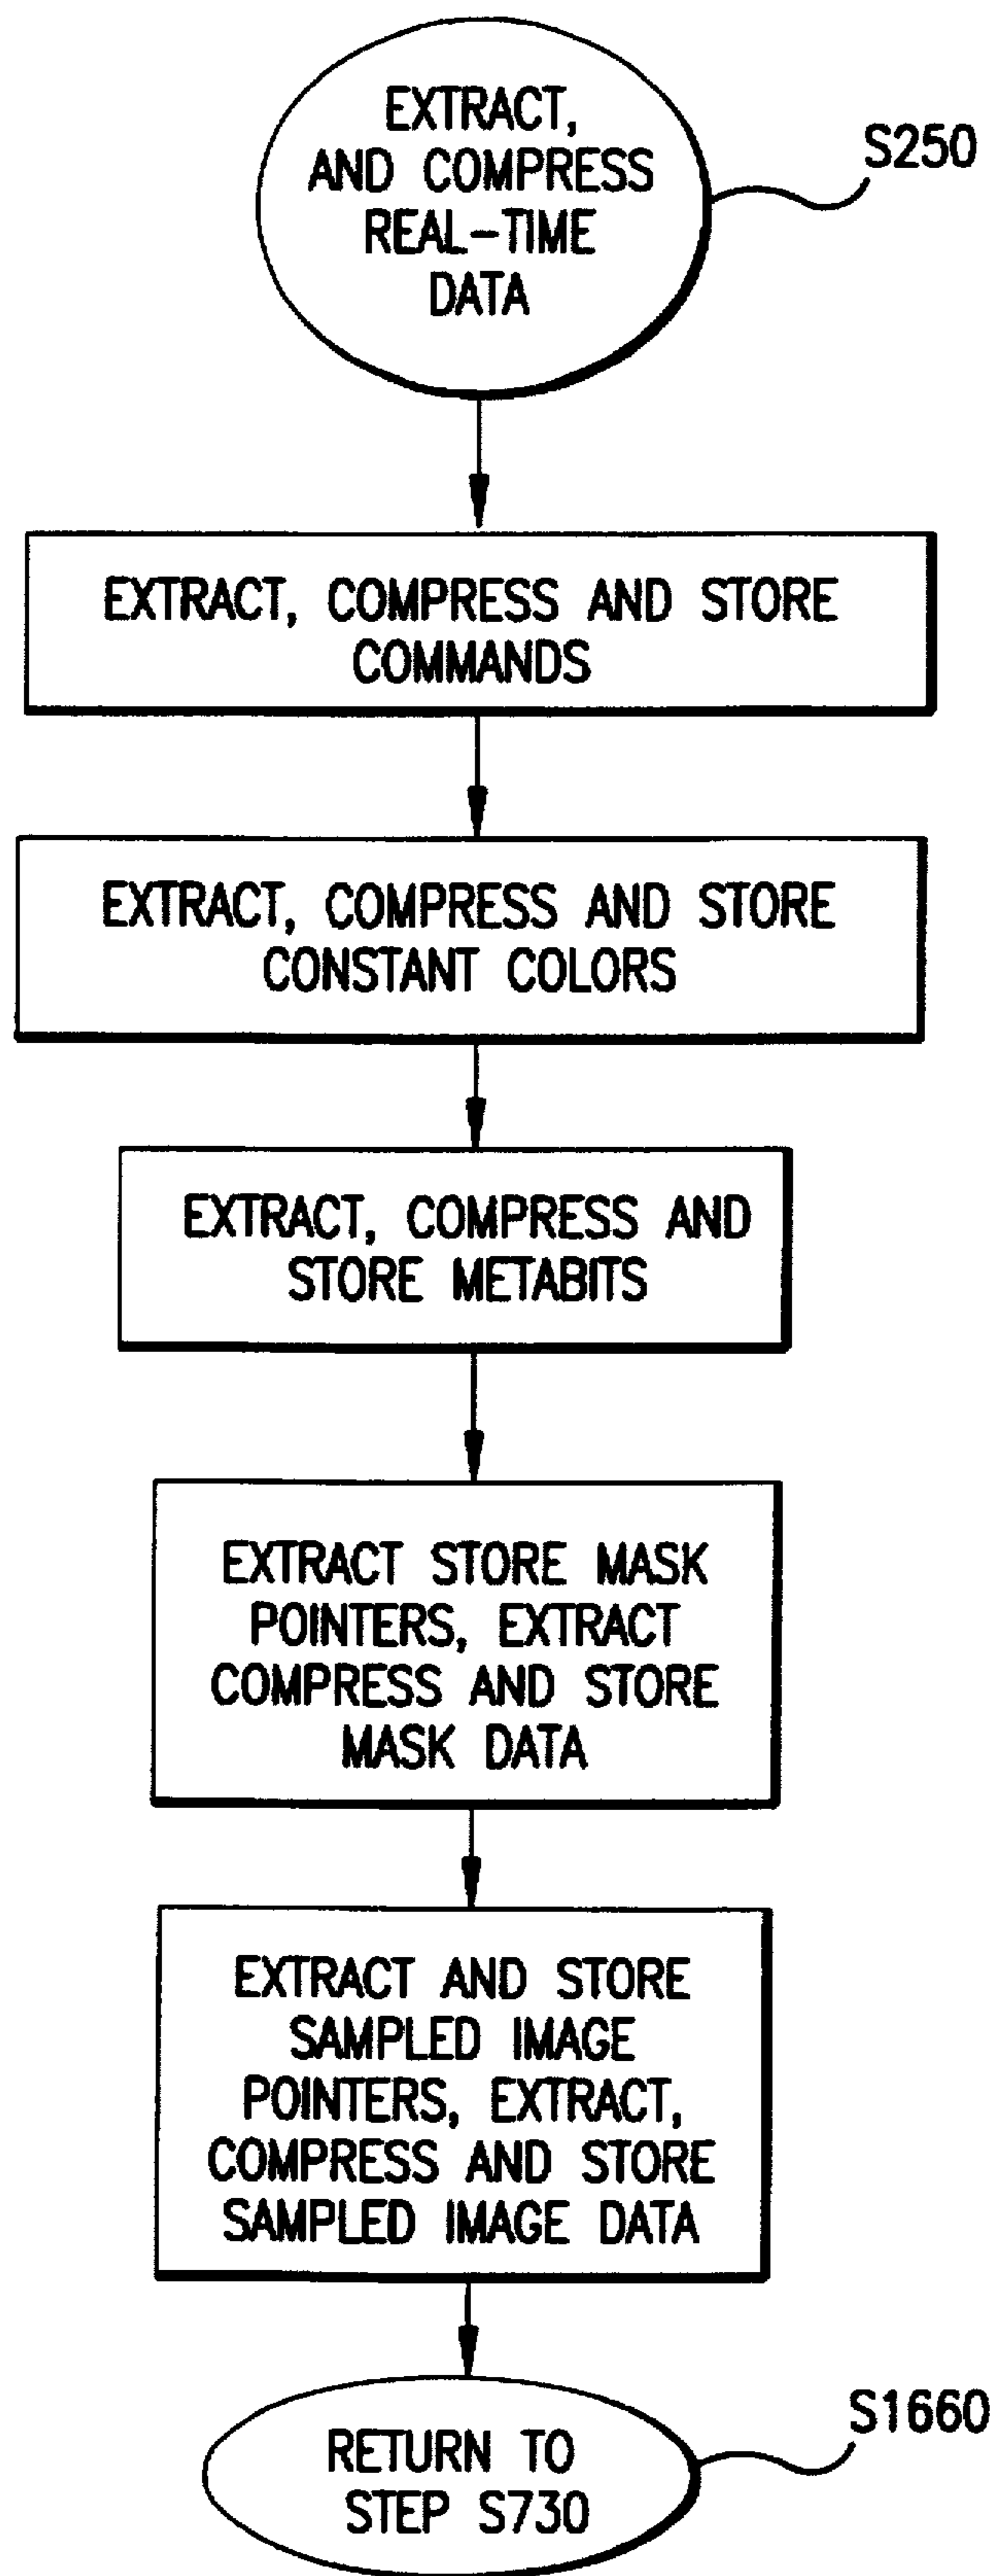 EXTRACT,
AND COMPRESS
REAL-TIME
DATA
S250
EXTRACT, COMPRESS AND STORE
COMMANDS
EXTRACT, COMPRESS AND STORE
CONSTANT COLORS
EXTRACT, COMPRESS AND
STORE METABITS
EXTRACT STORE MASK
POINTERS, EXTRACT
COMPRESS AND STORE
MASK DATA
EXTRACT AND STORE
SAMPLED IMAGE
POINTERS, EXTRACT,
COMPRESS AND STORE
SAMPLED IMAGE DATA
S1660
RETURN TO
STEP S730